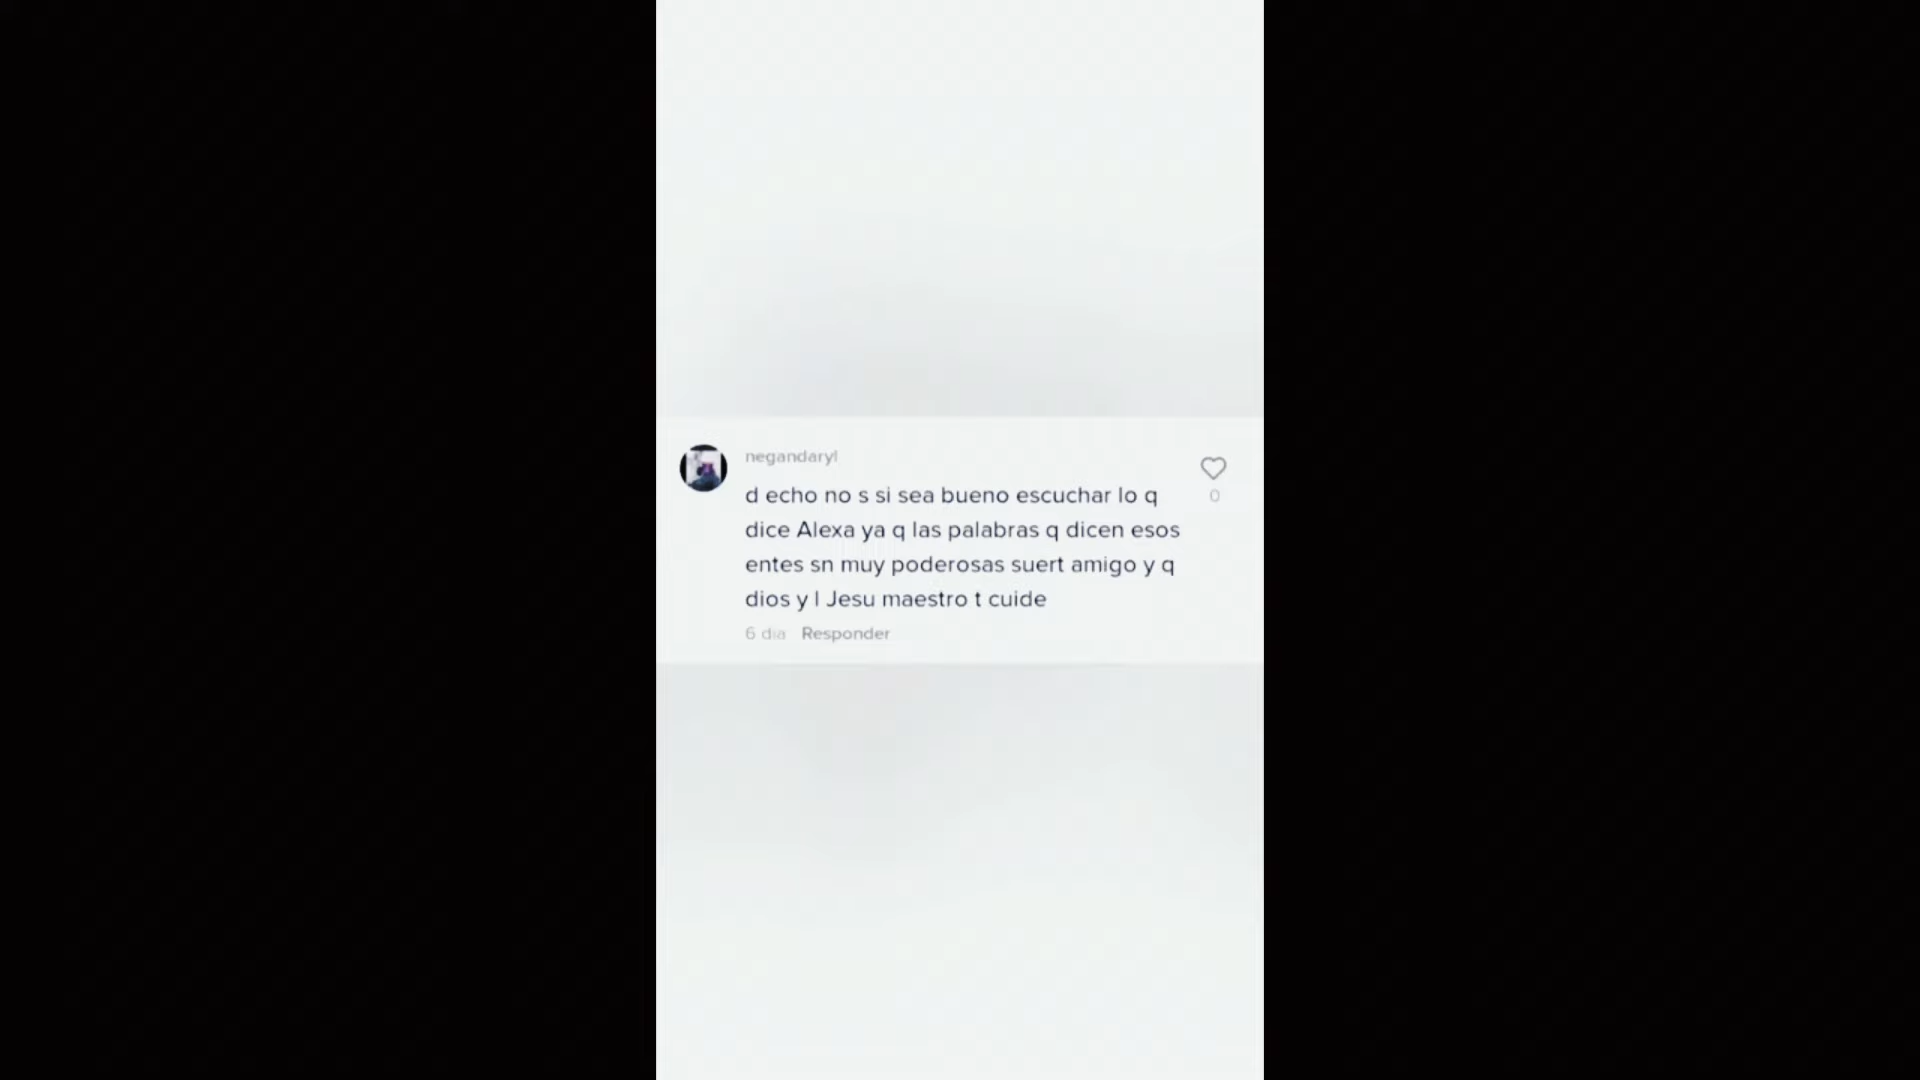 negandaryl
d echo no s si sea bueno escuchar lo q
dice Alexa ya q las palabras q dicen esos
entes sn muy poderosas suert amigo y q
dios y l Jesu maestro t cuide
0
6 dia Responder